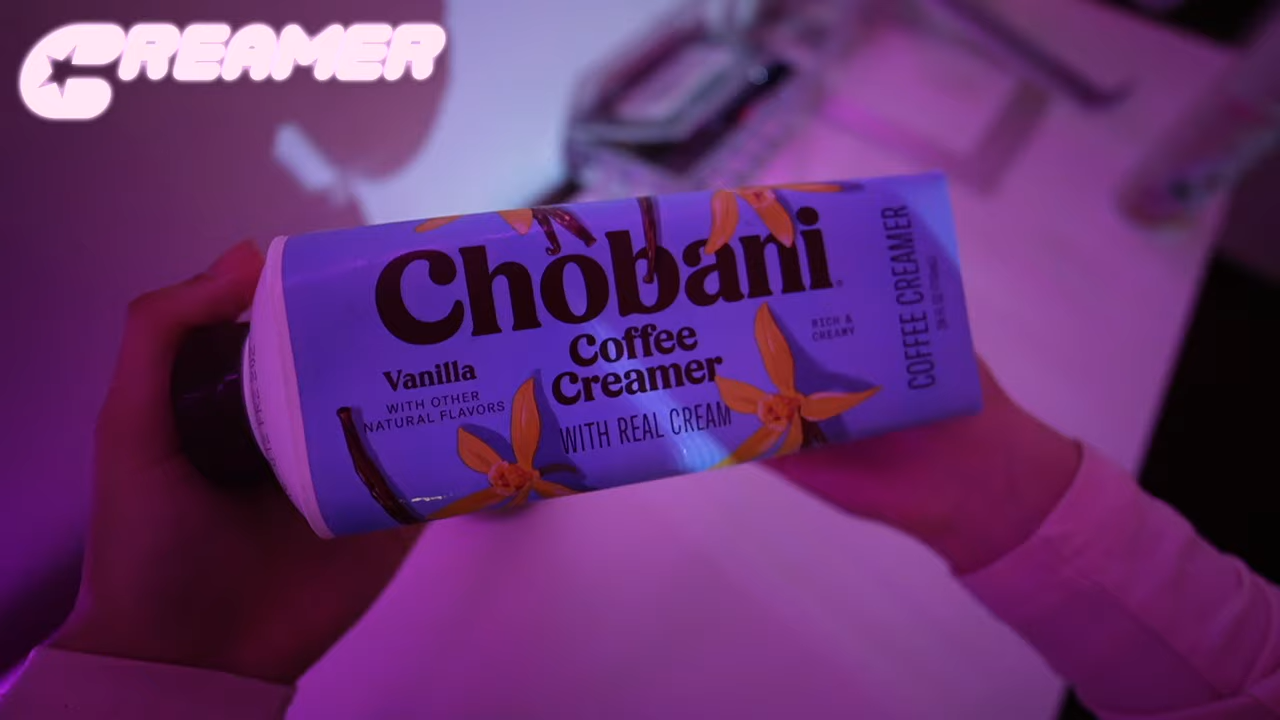 CREAMER
Chobani
Vanilla
WITH OTHER
NATURAL FLAVORS
Coffee
Creamer
WITH REAL CREAM
RICH &
CREAMY
COFFEE CREAMER